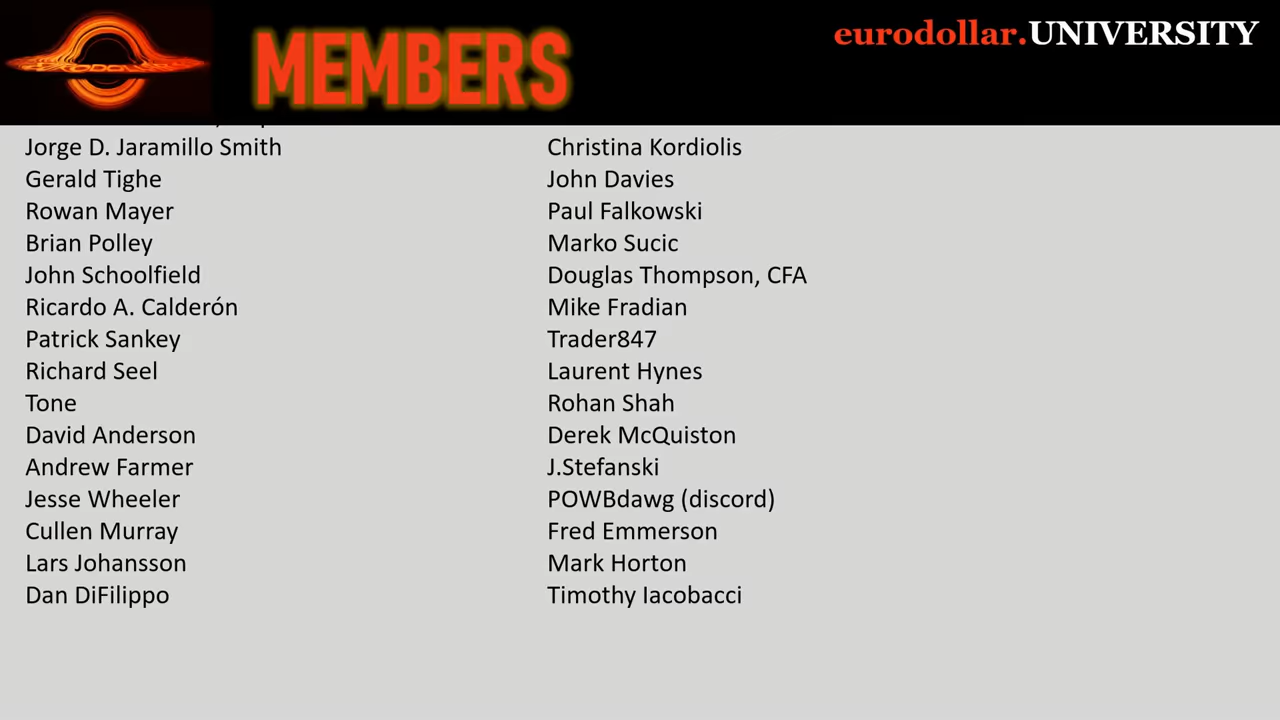 MEMBERS
eurodollar.UNIVERSITY
Jorge D. Jaramillo Smith
Gerald Tighe
Rowan Mayer
Brian Polley
John Schoolfield
Ricardo A. Calderón
Patrick Sankey
Richard Seel
Tone
David Anderson
Andrew Farmer
Jesse Wheeler
Cullen Murray
Lars Johansson
Dan DiFilippo
Christina Kordiolis
John Davies
Paul Falkowski
Marko Sucic
Douglas Thompson, CFA
Mike Fradian
Trader847
Laurent Hynes
Rohan Shah
Derek McQuiston
J.Stefanski
POWBdawg (discord)
Fred Emmerson
Mark Horton
Timothy Iacobacci